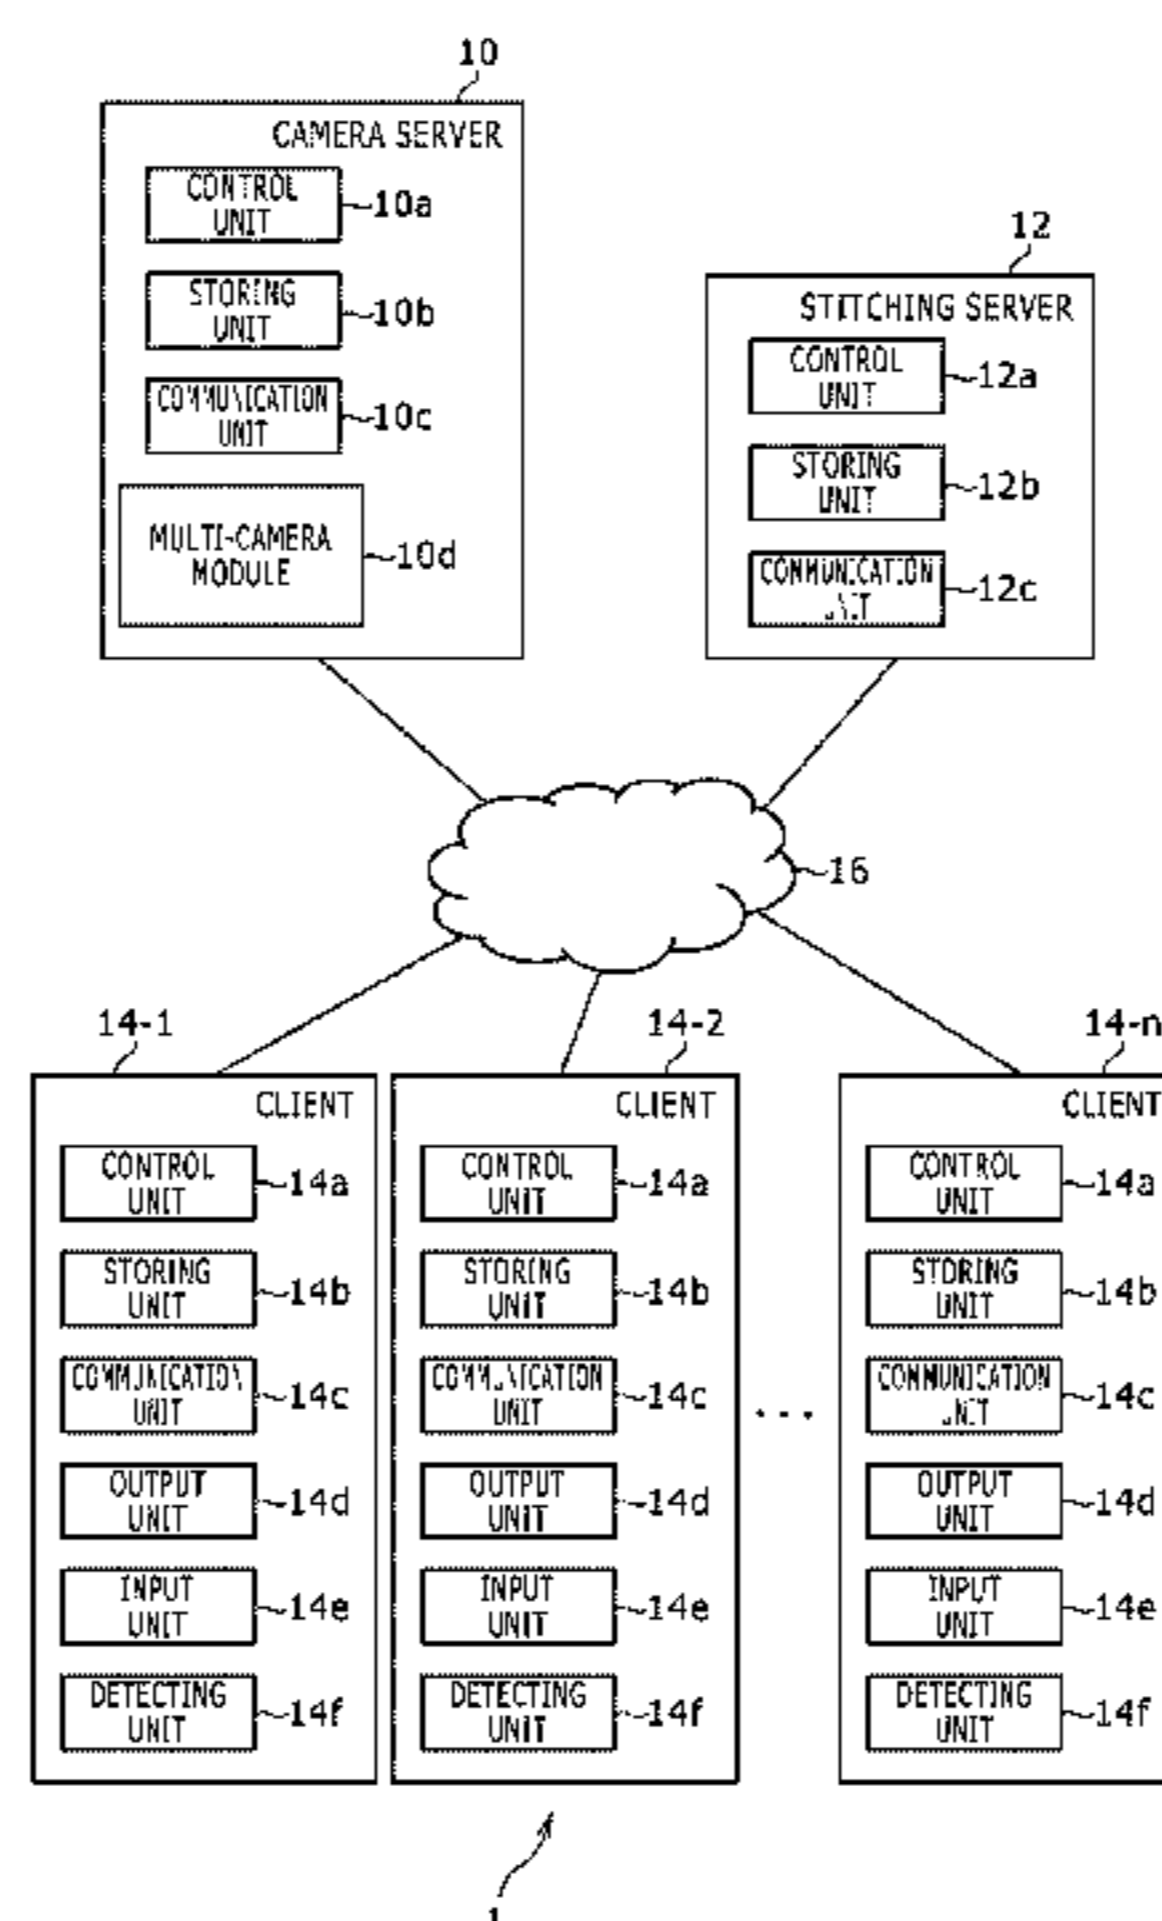 10
CAMERA SERVER
CONTROL
UNIT
10a
STORING
UNIT
10b
COMMUNICATION
UNIT
10c
MULTI-CAMERA
MODULE
10d
12
STITCHING SERVER
CONTROL
UNIT
12a
STORING
UNIT
12b
COMMUNICATION
UNIT
12c
16
14-1
CLIENT
CONTROL
UNIT
14a
STORING
UNIT
14b
COMMUNICATION
UNIT
14c
OUTPUT
UNIT
14d
INPUT
UNIT
14e
DETECTING
UNIT
14f
14-2
CLIENT
CONTROL
UNIT
14a
STORING
UNIT
14b
COMMUNICATION
UNIT
14c
OUTPUT
UNIT
14d
INPUT
UNIT
14e
DETECTING
UNIT
14f
...
14-n
CLIENT
CONTROL
UNIT
14a
STORING
UNIT
14b
COMMUNICATION
UNIT
14c
OUTPUT
UNIT
14d
INPUT
UNIT
14e
DETECTING
UNIT
14f
1